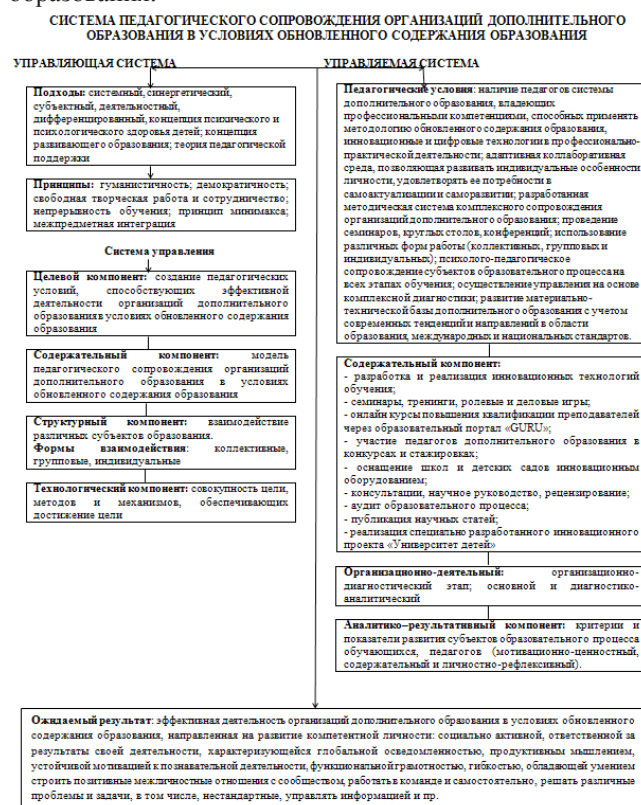 образования.
СИСТЕМА ПЕДАГОГИЧЕСКОГО СОПРОВОЖДЕНИЯ ОРГАНИЗАЦИЙ ДОПОЛНИТЕЛЬНОГО
ОБРАЗОВАНИЯ В УСЛОВИЯХ ОБНОВЛЕННОГО СОДЕРЖАНИЯ ОБРАЗОВАНИЯ
УПРАВЛЯЮЩАЯ СИСТЕМА
Подходы: системный, синергетический,
субъектный, деятельностный,
дифференцированный, концепция психического и
психологического здоровья детей; концепция
развивающего образования; теория педагогической
поддержки
Принципы: гуманистичность; демократичность;
свободная творческая работа и сотрудничество;
непрерывность обучения; принцип минимакса;
межпредметная интеграция
Система управления
Целевой компонент: создание педагогических
условий, способствующих эффективной
деятельности организаций дополнительного
образования в условиях обновленного содержания
образования
Содержательный компонент: модель
педагогического сопровождения организаций
дополнительного образования в условиях
обновленного содержания образования
Структурный компонент: взаимодействие
различных субъектов образования.
Формы взаимодействия: коллективные,
групповые, индивидуальные
Технологический компонент: совокупность цели,
методов и механизмов, обеспечивающих
достижение цели
УПРАВЛЯЕМАЯ СИСТЕМА
Педагогические условия: наличие педагогов системы
дополнительного образования, владеющих
профессиональными компетенциями, способных применять
методологию обновленного содержания образования,
инновационные и цифровые технологии в профессионально-
практической деятельности; адаптивная коллаборативная
среда, позволяющая развивать индивидуальные особенности
личности, удовлетворять ее потребности в
самоактуализации и саморазвитии; разработанная
методическая система комплексного сопровождения
организаций дополнительного образования; проведение
семинаров, круглых столов, конференций; использование
различных форм работы (коллективных, групповых и
индивидуальных); психолого-педагогическое
сопровождение субъектов образовательного процесса на
всех этапах обучения; осуществление управления на основе
комплексной диагностики; развитие материально-
технической базы дополнительного образования с учетом
современных тенденций и направлений в области
образования, международных и национальных стандартов.
Содержательный компонент:
- разработка и реализация инновационных технологий
обучения;
- семинары, тренинги, ролевые и деловые игры;
- онлайн курсы повышения квалификации преподавателей
через образовательный портал «GURU»;
- участие педагогов дополнительного образования в
конкурсах и стажировках;
- оснащение школ и детских садов инновационным
оборудованием;
- консультации, научное руководство, рецензирование;
- аудит образовательного процесса;
- публикация научных статей;
- реализация специально разработанного инновационного
проекта «Университет детей»
Организационно-деятельный: организационно-
диагностический этап; основной и диагностико-
аналитический
Аналитико–результативный компонент: критерии и
показатели развития субъектов образовательного процесса
обучающихся, педагогов (мотивационно-ценностный,
содержательный и личностно-рефлексивный).
Ожидаемый результат: эффективная деятельность организаций дополнительного образования в условиях обновленного
содержания образования, направленная на развитие компетентной личности: социально активной, ответственной за
результаты своей деятельности, характеризующейся глобальной осведомленностью, продуктивным мышлением,
устойчивой мотивацией к познавательной деятельности, функциональной грамотностью, гибкостью, обладающей умением
строить позитивные межличностные отношения с сообществом, работать в команде и самостоятельно, решать различные
проблемы и задачи, в том числе, нестандартные, управлять информацией и пр.